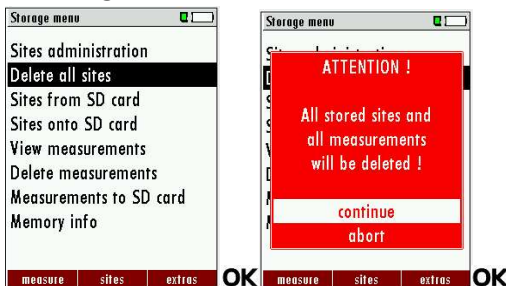 Storage menu
Sites administration
Delete all sites
Sites from SD card
Sites onto SD card
View measurements
Delete measurements
Measurements to SD card
Memory info
measure sites extras
OK
Storage menu
ATTENTION !
All stored sites and
all measurements
will be deleted !
continue
abort
measure sites extras
OK